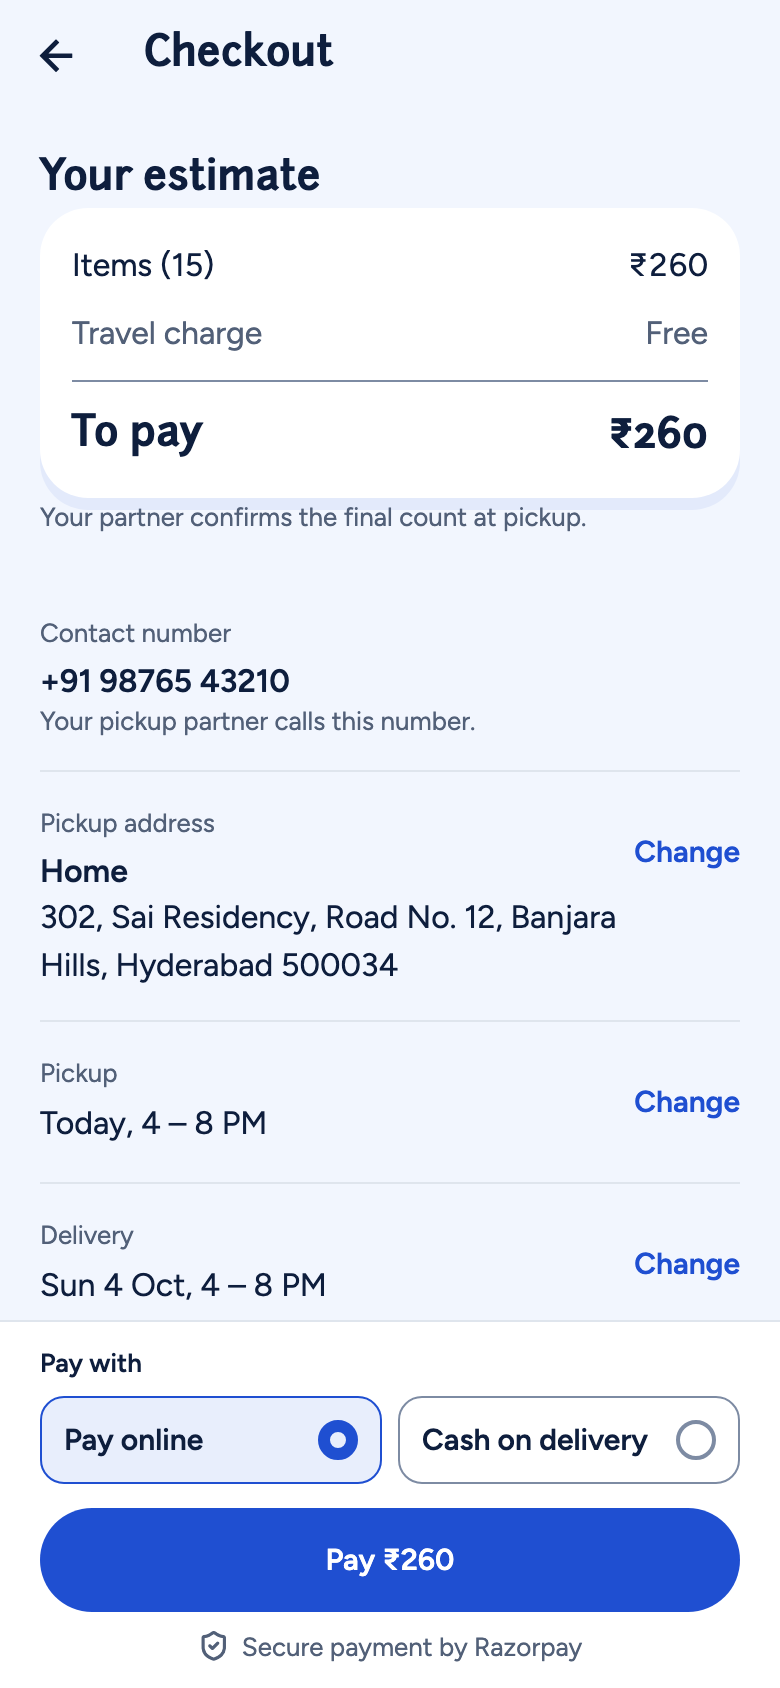 Checkout
Your estimate
Items (15) ₹260
Travel charge Free
To pay ₹260
Your partner confirms the final count at pickup.
Contact number
+91 98765 43210
Your pickup partner calls this number.
Pickup address
Change
Home
302, Sai Residency, Road No. 12, Banjara
Hills, Hyderabad 500034
Pickup
Change
Today, 4 – 8 PM
Delivery
Change
Sun 4 Oct, 4 – 8 PM
Pay with
Pay online Cash on delivery
Pay ₹260
Secure payment by Razorpay